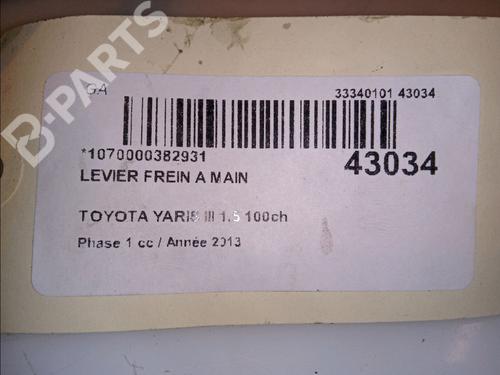 B-PARTS
GA
33340101 43034
*1070000382931
43034
LEVIER FREIN A MAIN
TOYOTA YARIS III 1.5 100ch
Phase 1 cc / Année 2013